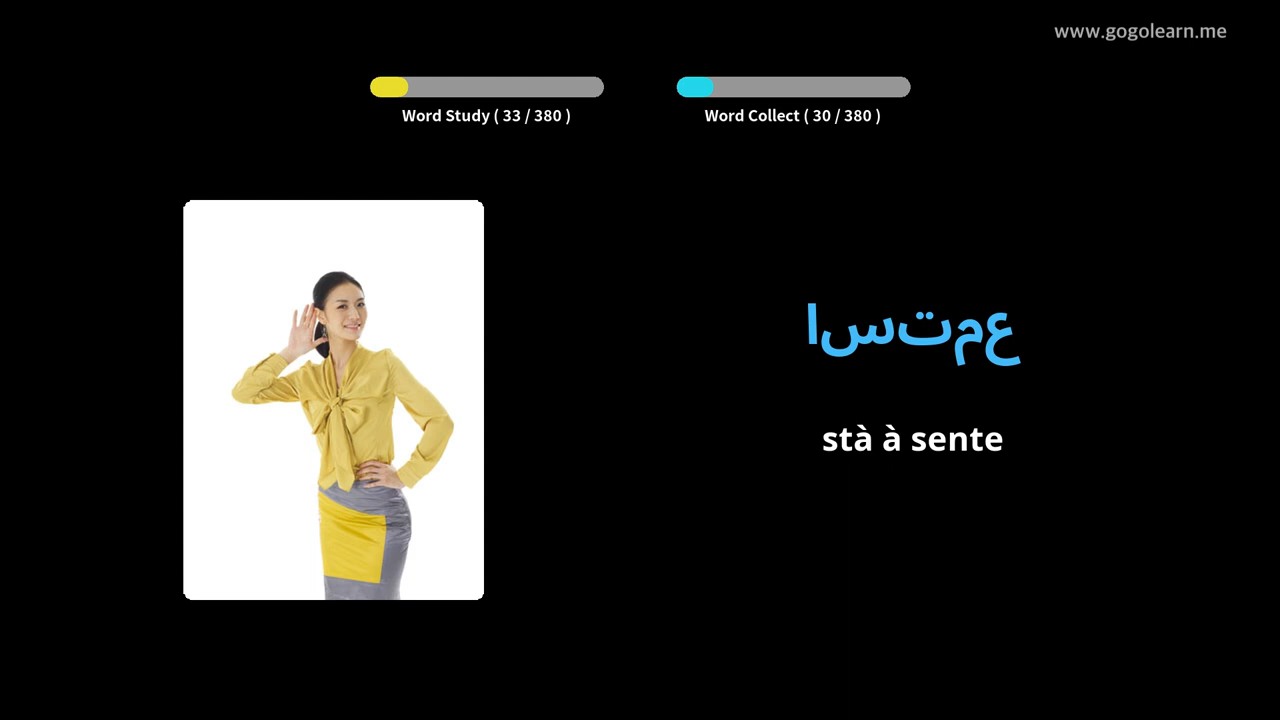 www.gogolearn.me
Word Study ( 33 / 380 )
Word Collect ( 30 / 380 )
استمع
stà à sente